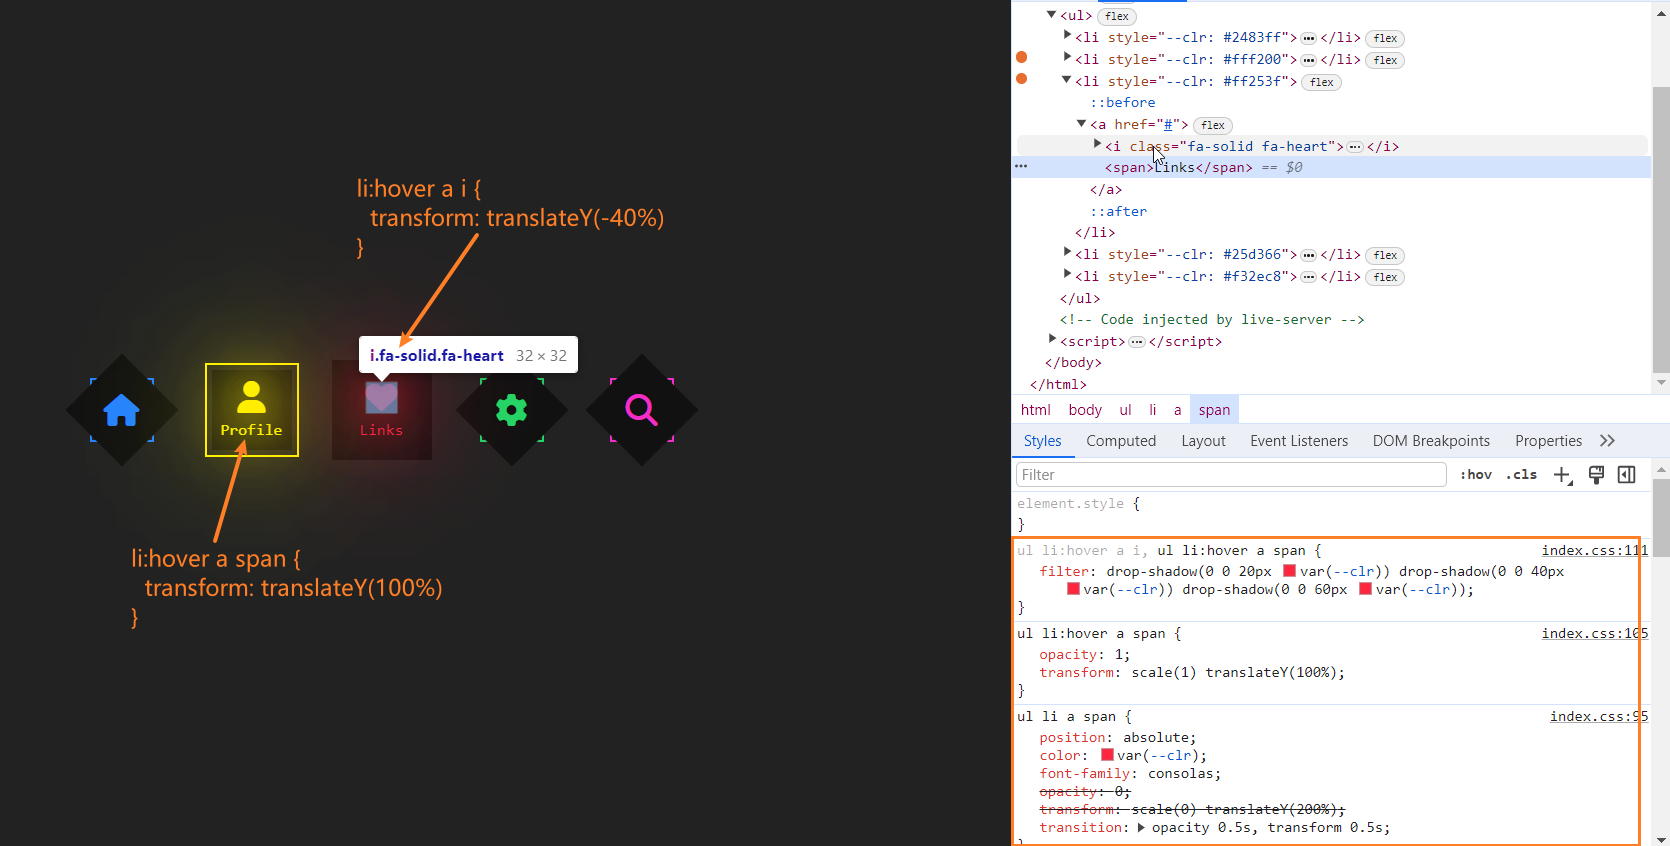 li:hover a i {
transform: translateY(-40%)
}
i.fa-solid.fa-heart 32 × 32
Profile
Links
li:hover a span {
transform: translateY(100%)
}
<ul> flex
<li style="--clr: #2483ff"> ••• </li> flex
<li style="--clr: #fff200"> ••• </li> flex
<li style="--clr: #ff253f"> flex
::before
<a href="#"> flex
<i class="fa-solid fa-heart"> ••• </i>
••• <span>Links</span> == $0
</a>
::after
</li>
<li style="--clr: #25d366"> ••• </li> flex
<li style="--clr: #f32ec8"> ••• </li> flex
</ul>
<!-- Code injected by live-server -->
<script> ••• </script>
</body>
</html>
html body ul li a span
Styles Computed Layout Event Listeners DOM Breakpoints Properties
Filter :hov .cls
element.style {
}
ul li:hover a i, ul li:hover a span { index.css:111
filter: drop-shadow(0 0 20px var(--clr)) drop-shadow(0 0 40px
var(--clr)) drop-shadow(0 0 60px var(--clr));
}
ul li:hover a span { index.css:105
opacity: 1;
transform: scale(1) translateY(100%);
}
ul li a span { index.css:95
position: absolute;
color: var(--clr);
font-family: consolas;
opacity: 0;
transform: scale(0) translateY(200%);
transition: opacity 0.5s, transform 0.5s;
}